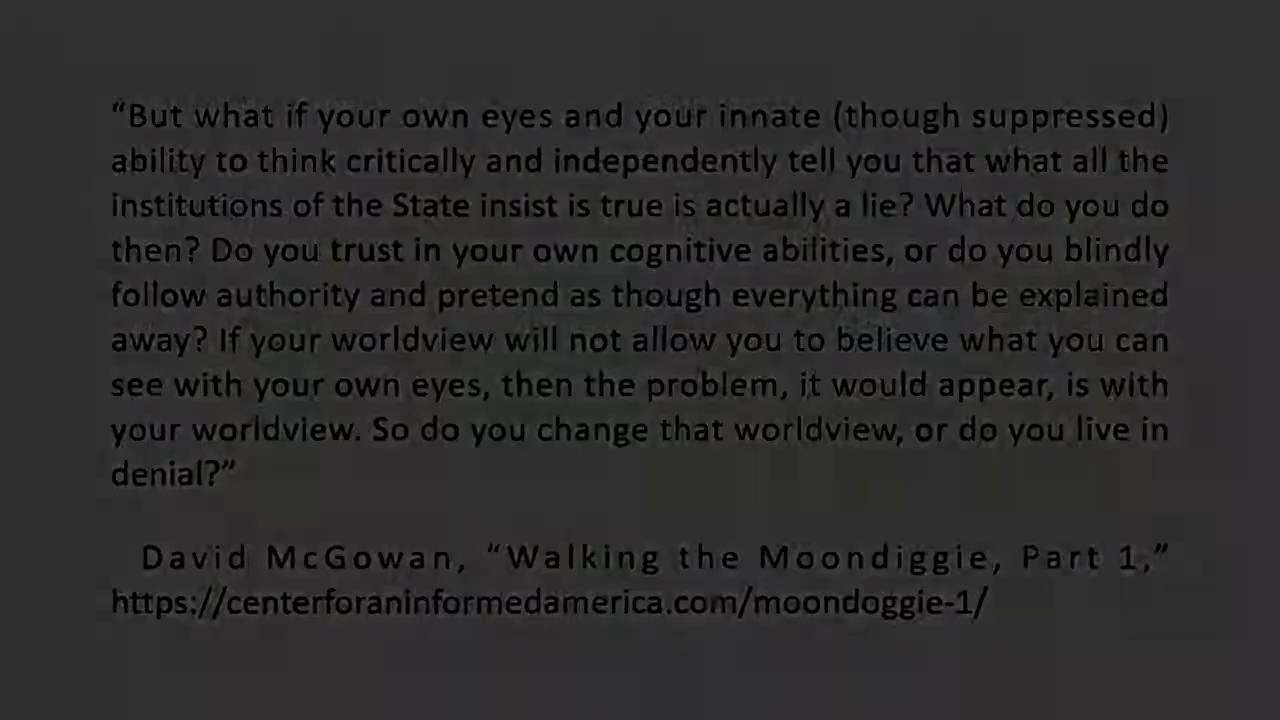 “But what if your own eyes and your innate (though suppressed)
ability to think critically and independently tell you that what all the
institutions of the State insist is true is actually a lie? What do you do
then? Do you trust in your own cognitive abilities, or do you blindly
follow authority and pretend as though everything can be explained
away? If your worldview will not allow you to believe what you can
see with your own eyes, then the problem, it would appear, is with
your worldview. So do you change that worldview, or do you live in
denial?”
David McGowan, “Walking the Moondiggie, Part 1,”
https://centerforaninformedamerica.com/moondoggie-1/